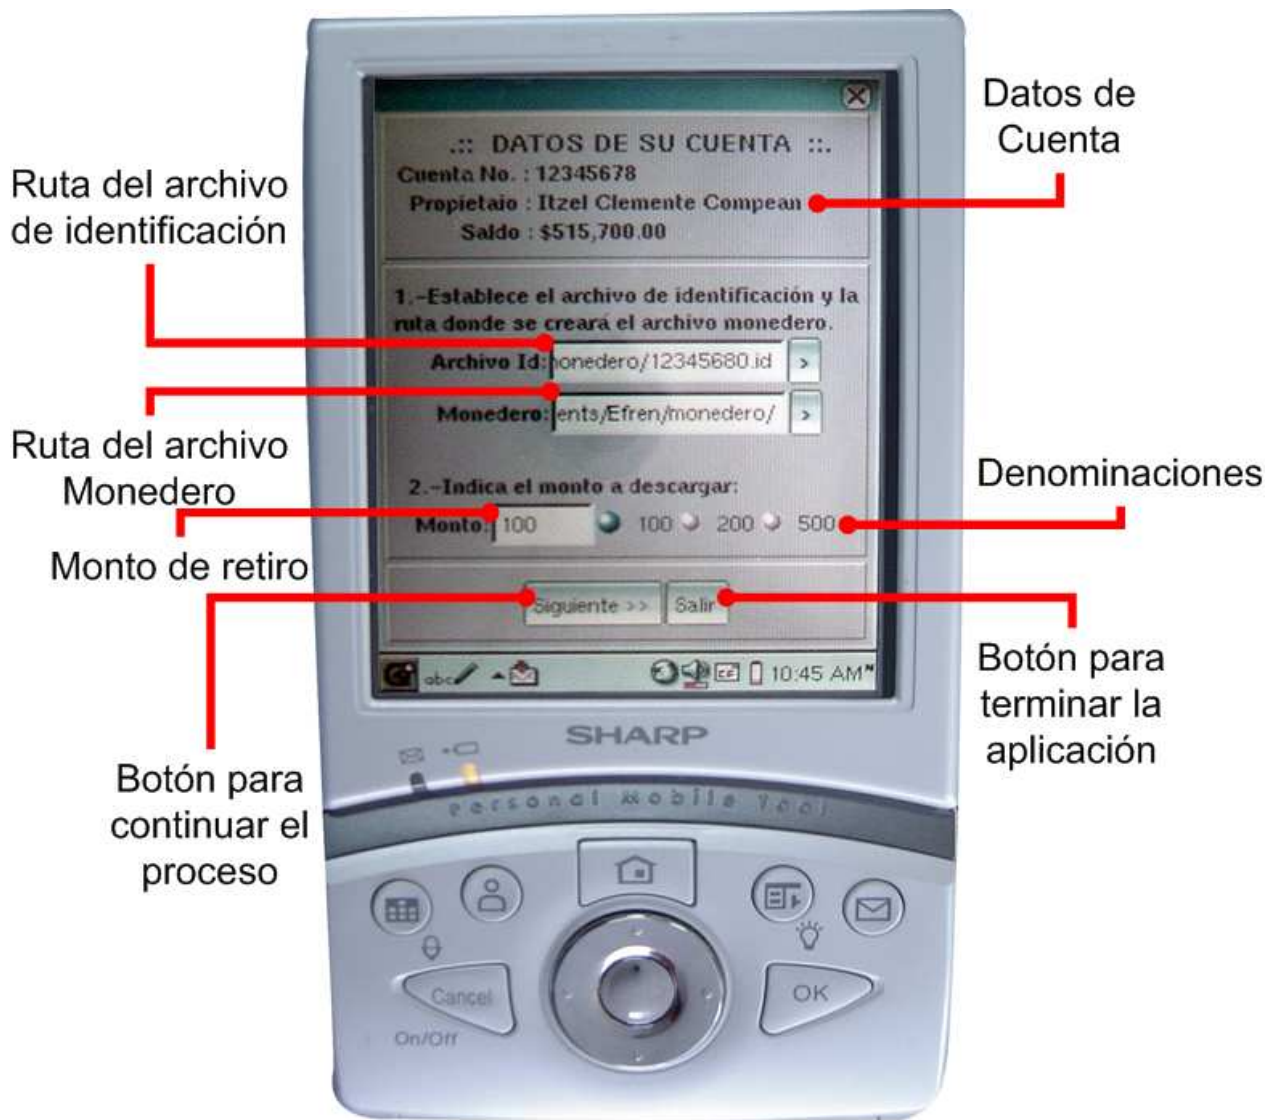 Datos de
Cuenta
Ruta del archivo
de identificación
.:: DATOS DE SU CUENTA ::.
Cuenta No. : 12345678
Propietaio : Itzel Clemente Compean
Saldo : $515,700.00
1.-Establece el archivo de identificación y la
ruta donde se creará el archivo monedero.
Archivo Id: onedero/12345680.id >
Monedero: ents/Efren/monedero/ >
Ruta del archivo
Monedero
2.-Indica el monto a descargar:
Monto: 100 100 200 500
Denominaciones
Monto de retiro
Siguiente >> Salir
Botón para
terminar la
aplicación
abc CF 10:45 AM
SHARP
Botón para
continuar el
proceso
Personal Mobile Tool
Cancel
OK
On/Off